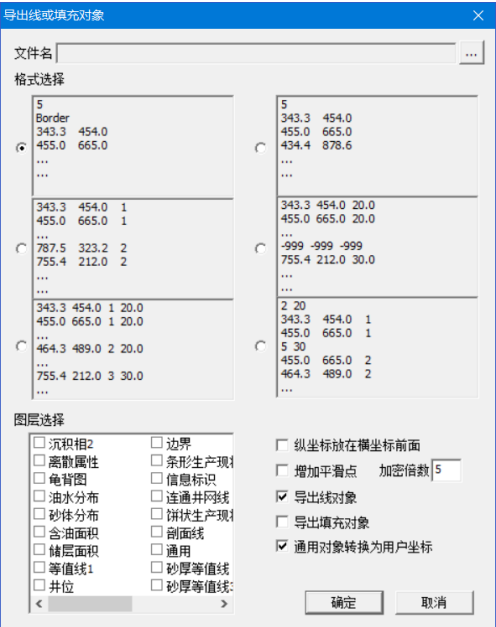 导出线或填充对象
文件名
...
格式选择
5
Border
343.3 454.0
455.0 665.0
...
...
5
343.3 454.0
455.0 665.0
434.4 878.6
...
...
343.3 454.0 1
455.0 665.0 1
...
787.5 323.2 2
755.4 212.0 2
...
...
343.3 454.0 20.0
455.0 665.0 20.0
...
-999 -999 -999
755.4 212.0 30.0
...
...
343.3 454.0 1 20.0
455.0 665.0 1 20.0
...
464.3 489.0 2 20.0
...
755.4 212.0 3 30.0
...
2 20
343.3 454.0 1
455.0 665.0 1
5 30
455.0 665.0 2
464.3 489.0 2
...
图层选择
沉积相2
离散属性
龟背图
油水分布
砂体分布
含油面积
储层面积
等值线1
井位
边界
条形生产现
信息标识
连通井网线
饼状生产现
剖面线
通用
砂厚等值线
砂厚等值线
纵坐标放在横坐标前面
增加平滑点 加密倍数 5
导出线对象
导出填充对象
通用对象转换为用户坐标
确定
取消